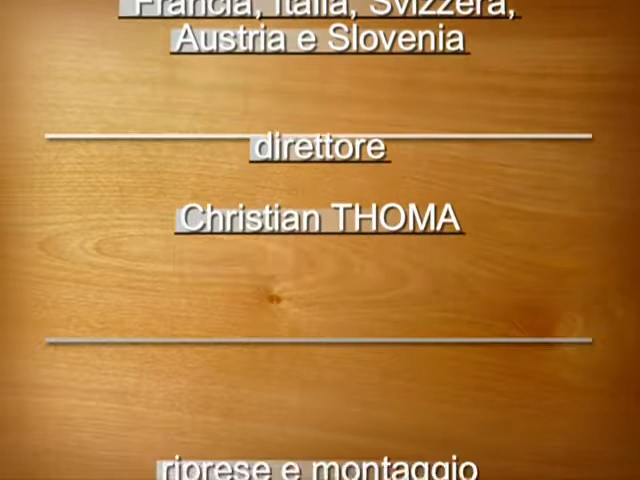 Francia, Italia, Svizzera,
Austria e Slovenia
direttore
Christian THOMA
riprese e montaggio